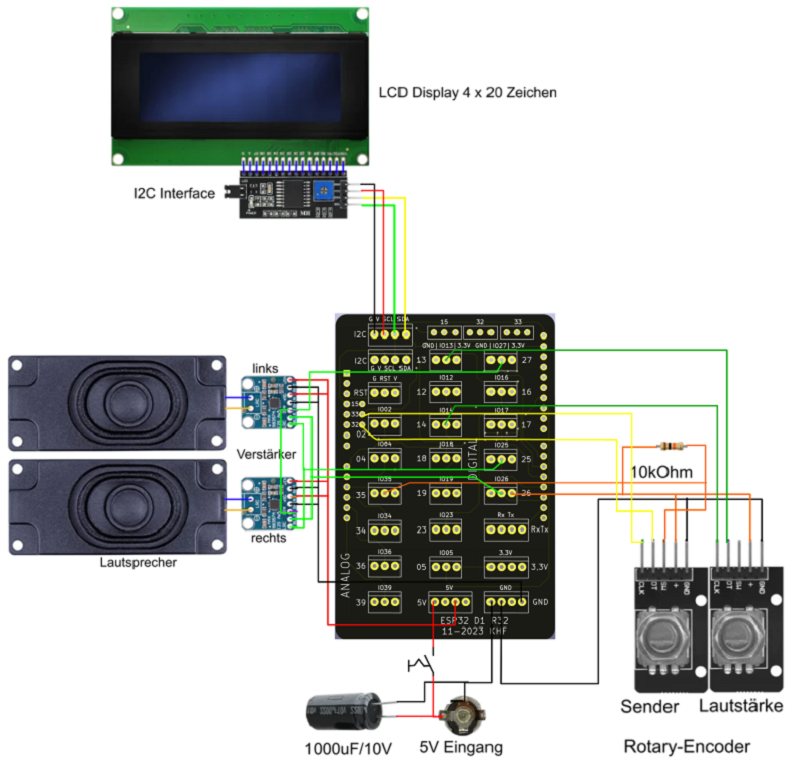 LCD Display 4 x 20 Zeichen
I2C Interface
MH
G V SCL SDA
I2C
15
32
33
GND|IO13|3.3V
GND|IO27|3.3V
I2C
13
27
G V SCL SDA
G RST V
IO12
IO16
RST
12
16
15
33
32
IO02
IO14
IO17
02
14
17
IO04
IO18
IO25
04
18
DIGITAL
25
IO35
IO19
IO26
35
19
26
IO34
IO23
Rx Tx
34
23
RxTx
IO36
IO05
3.3V
36
05
3.3V
ANALOG
IO39
5V
GND
39
5V
GND
ESP32 D1 R32
11-2023 KHF
links
Verstärker
rechts
Lautsprecher
10kOhm
CLK
DT
SW
+
GND
CLK
DT
SW
+
GND
Sender
Lautstärke
Rotary-Encoder
1000uF/10V
5V Eingang